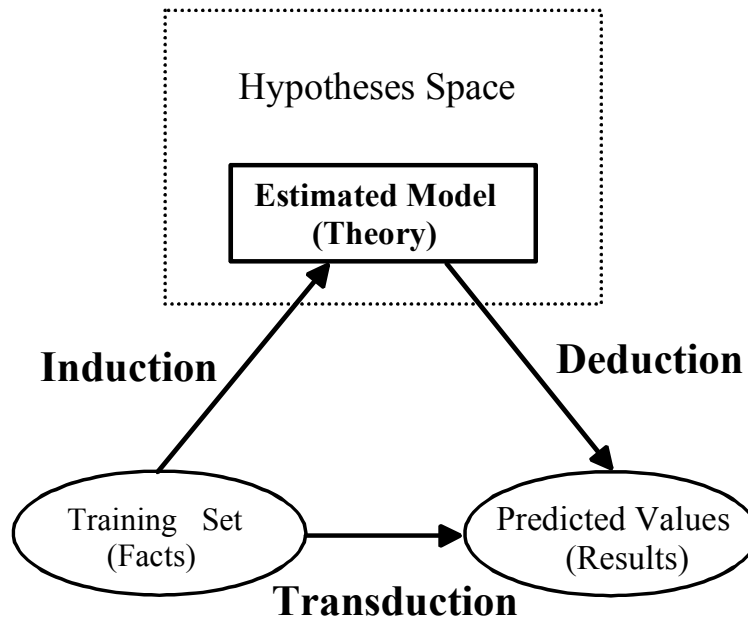 Hypotheses Space
Estimated Model
(Theory)
Induction
Deduction
Training Set
(Facts)
Predicted Values
(Results)
Transduction